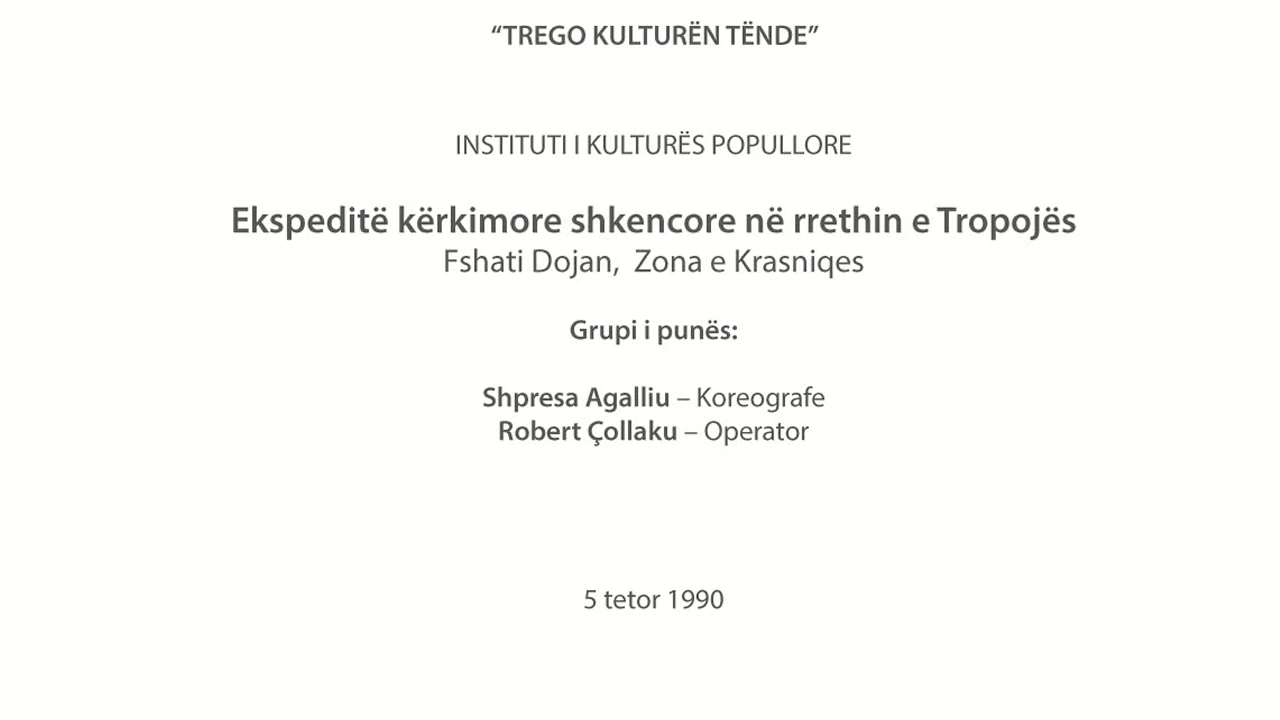 “TREGO KULTURËN TËNDE”
INSTITUTI I KULTURËS POPULLORE
Ekspeditë kërkimore shkencore në rrethin e Tropojës
Fshati Dojan, Zona e Krasniqes
Grupi i punës:
Shpresa Agalliu – Koreografe
Robert Çollaku – Operator
5 tetor 1990